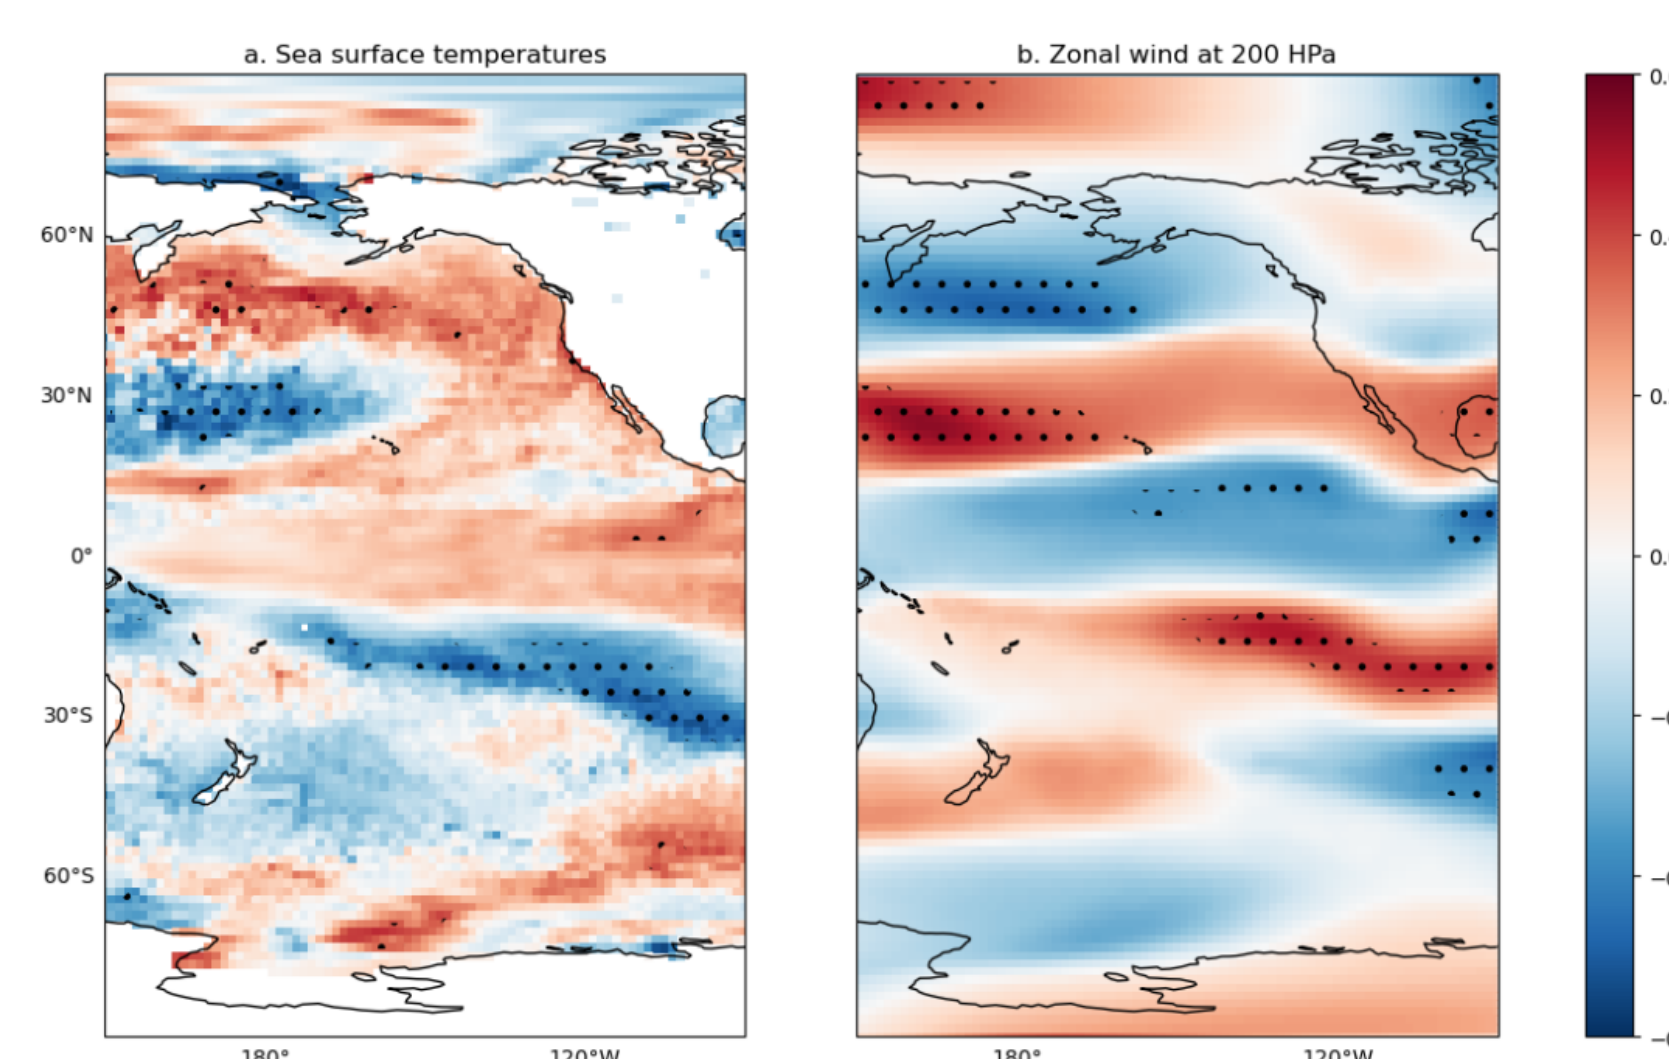 a. Sea surface temperatures
b. Zonal wind at 200 HPa
60°N
30°N
0°
30°S
60°S
180°
120°W
180°
120°W